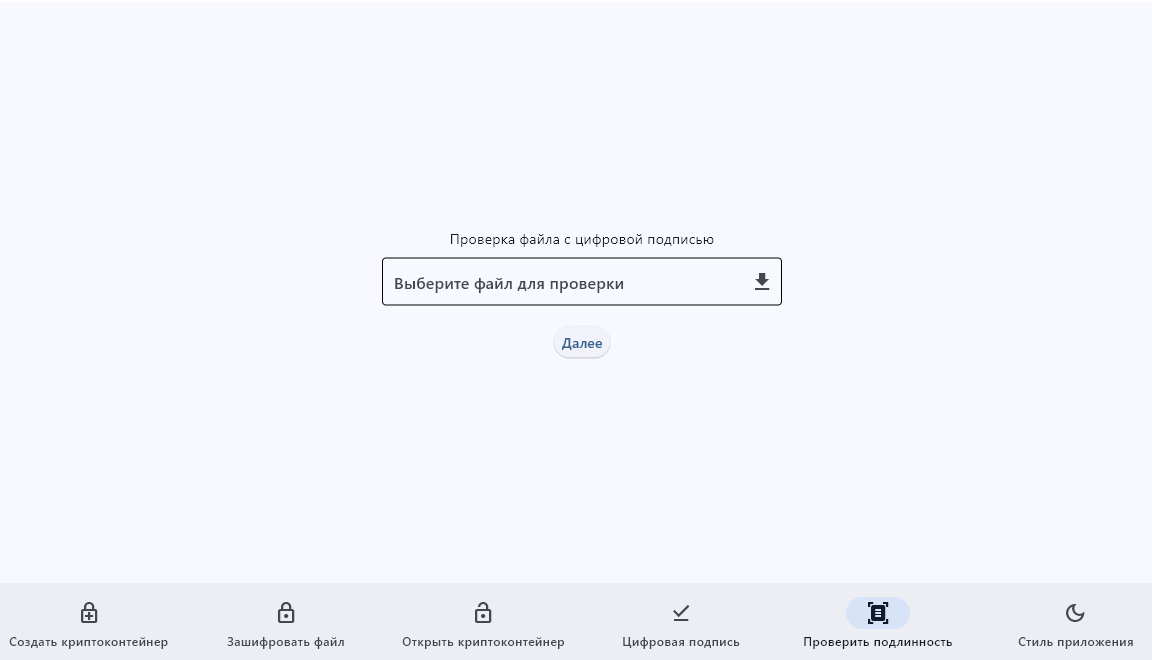 Проверка файла с цифровой подписью
Выберите файл для проверки
Далее
Создать криптоконтейнер
Зашифровать файл
Открыть криптоконтейнер
Цифровая подпись
Проверить подлинность
Стиль приложения